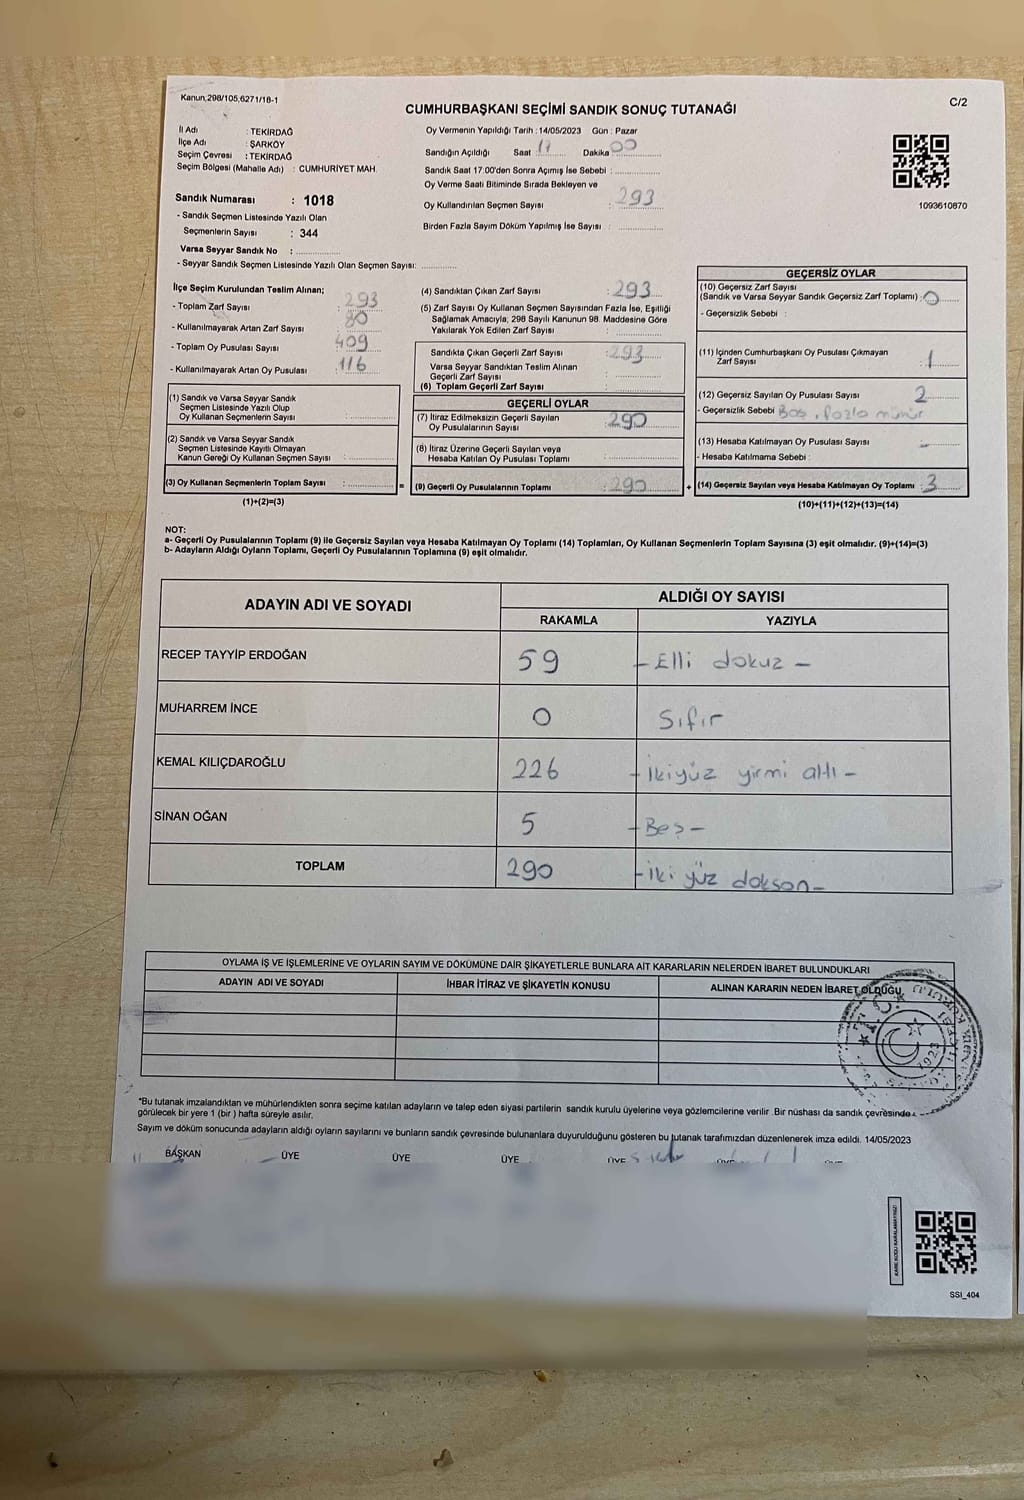 Kanun,298/105,6271/18-1
C/2
CUMHURBAŞKANI SEÇİMİ SANDIK SONUÇ TUTANAĞI
İl Adı : TEKİRDAĞ
İlçe Adı : ŞARKÖY
Seçim Çevresi : TEKİRDAĞ
Seçim Bölgesi (Mahalle Adı) : CUMHURİYET MAH.
Sandık Numarası : 1018
- Sandık Seçmen Listesinde Yazılı Olan
Seçmenlerin Sayısı : 344
Varsa Seyyar Sandık No :
- Seyyar Sandık Seçmen Listesinde Yazılı Olan Seçmen Sayısı:
Oy Vermenin Yapıldığı Tarih : 14/05/2023 Gün : Pazar
Sandığın Açıldığı Saat 17 Dakika 00
Sandık Saat 17:00'den Sonra Açımış İse Sebebi :
Oy Verme Saati Bitiminde Sırada Bekleyen ve
Oy Kullandırılan Seçmen Sayısı : 293
Birden Fazla Sayım Döküm Yapılmış İse Sayısı :
1093610870
İlçe Seçim Kurulundan Teslim Alınan;
- Toplam Zarf Sayısı : 293
- Kullanılmayarak Artan Zarf Sayısı 80
- Toplam Oy Pusulası Sayısı 409
- Kullanılmayarak Artan Oy Pusulası 116
(1) Sandık ve Varsa Seyyar Sandık
Seçmen Listesinde Yazılı Olup
Oy Kullanan Seçmenlerin Sayısı :
(2) Sandık ve Varsa Seyyar Sandık
Seçmen Listesinde Kayıtlı Olmayan
Kanun Gereği Oy Kullanan Seçmen Sayısı :
(3) Oy Kullanan Seçmenlerin Toplam Sayısı : =
(1)+(2)=(3)
(4) Sandıktan Çıkan Zarf Sayısı : 293
(5) Zarf Sayısı Oy Kullanan Seçmen Sayısından Fazla İse, Eşitliği
Sağlamak Amacıyla, 298 Sayılı Kanunun 98. Maddesine Göre
Yakılarak Yok Edilen Zarf Sayısı :
Sandıkta Çıkan Geçerli Zarf Sayısı : 293
Varsa Seyyar Sandıktan Teslim Alınan
Geçerli Zarf Sayısı :
(6) Toplam Geçerli Zarf Sayısı :
GEÇERLİ OYLAR
(7) İtiraz Edilmeksizin Geçerli Sayılan
Oy Pusulalarının Sayısı : 290
(8) İtiraz Üzerine Geçerli Sayılan veya
Hesaba Katılan Oy Pusulası Toplamı :
(9) Geçerli Oy Pusulalarının Toplamı : 290 +
GEÇERSİZ OYLAR
(10) Geçersiz Zarf Sayısı
(Sandık ve Varsa Seyyar Sandık Geçersiz Zarf Toplamı) : 0
- Geçersizlik Sebebi :
(11) İçinden Cumhurbaşkanı Oy Pusulası Çıkmayan
Zarf Sayısı : 1
(12) Geçersiz Sayılan Oy Pusulası Sayısı : 2
- Geçersizlik Sebebi Boş, fazla mühür
(13) Hesaba Katılmayan Oy Pusulası Sayısı : -
- Hesaba Katılmama Sebebi :
(14) Geçersiz Sayılan veya Hesaba Katılmayan Oy Toplamı : 3
(10)+(11)+(12)+(13)=(14)
NOT:
a- Geçerli Oy Pusulalarının Toplamı (9) ile Geçersiz Sayılan veya Hesaba Katılmayan Oy Toplamı (14) Toplamları, Oy Kullanan Seçmenlerin Toplam Sayısına (3) eşit olmalıdır. (9)+(14)=(3)
b- Adayların Aldığı Oyların Toplamı, Geçerli Oy Pusulalarının Toplamına (9) eşit olmalıdır.
ADAYIN ADI VE SOYADI
ALDIĞI OY SAYISI
RAKAMLA YAZIYLA
RECEP TAYYİP ERDOĞAN 59 - Elli dokuz -
MUHARREM İNCE 0 Sıfır
KEMAL KILIÇDAROĞLU 226 - İkiyüz yirmi altı -
SİNAN OĞAN 5 - Beş -
TOPLAM 290 - İki yüz doksan -
OYLAMA İŞ VE İŞLEMLERİNE VE OYLARIN SAYIM VE DÖKÜMÜNE DAİR ŞİKAYETLERLE BUNLARA AİT KARARLARIN NELERDEN İBARET BULUNDUKLARI
ADAYIN ADI VE SOYADI İHBAR İTİRAZ VE ŞİKAYETİN KONUSU ALINAN KARARIN NEDEN İBARET OLDUĞU
T.C.
1923
*Bu tutanak imzalandıktan ve mühürlendikten sonra seçime katılan adayların ve talep eden siyasi partilerin sandık kurulu üyelerine veya gözlemcilerine verilir. Bir nüshası da sandık çevresinde
görülecek bir yere 1 (bir) hafta süreyle asılır.
Sayım ve döküm sonucunda adayların aldığı oyların sayılarını ve bunların sandık çevresinde bulunanlara duyurulduğunu gösteren bu tutanak tarafımızdan düzenlenerek imza edildi. 14/05/2023
BAŞKAN ÜYE ÜYE ÜYE ÜYE
SSI_404